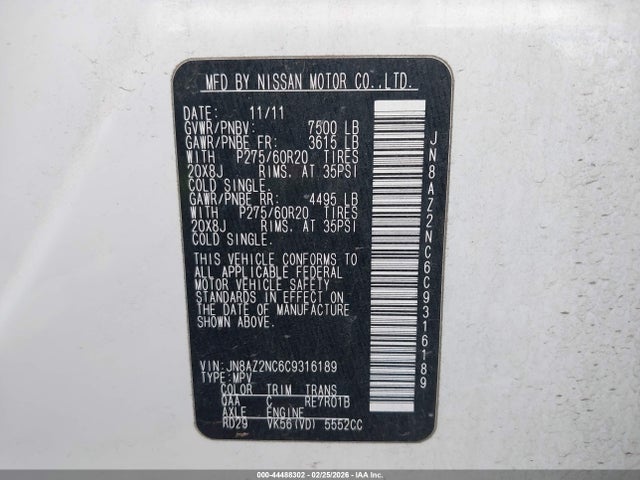 MFD BY NISSAN MOTOR CO.,LTD.
DATE: 11/11
GVWR/PNBV: 7500 LB
GAWR/PNBE FR: 3615 LB
WITH P275/60R20 TIRES
20X8J RIMS. AT 35PSI
COLD SINGLE.
GAWR/PNBE RR: 4495 LB
WITH P275/60R20 TIRES
20X8J RIMS. AT 35PSI
COLD SINGLE.
THIS VEHICLE CONFORMS TO
ALL APPLICABLE FEDERAL
MOTOR VEHICLE SAFETY
STANDARDS IN EFFECT ON
THE DATE OF MANUFACTURE
SHOWN ABOVE.
VIN: JN8AZ2NC6C9316189
TYPE: MPV
COLOR TRIM TRANS
QAA C RE7R01B
AXLE ENGINE
RD29 VK56(VD) 5552CC
JN8AZ2NC6C9316189
000-44488302 - 02/25/2026 - Copyright © IAA, Inc.